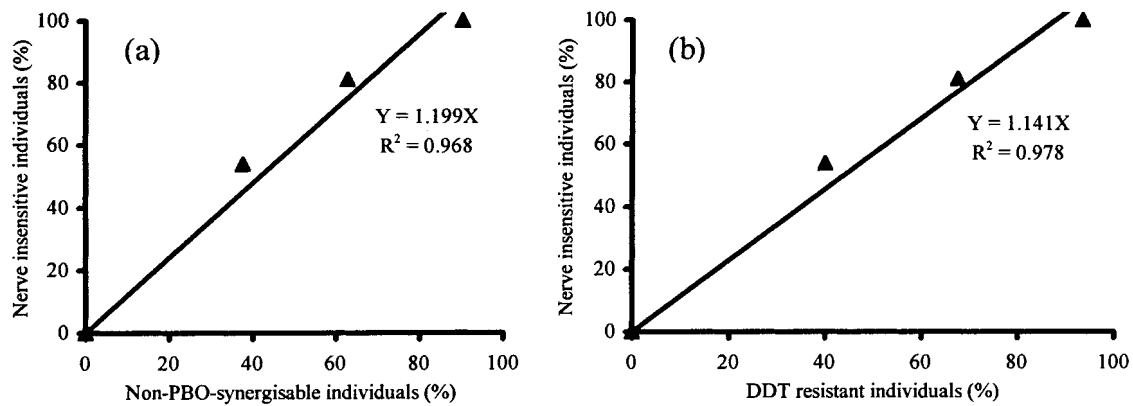 (a)
Nerve insensitive individuals (%)
100
80
60
40
20
0
Y = 1.199X
R² = 0.968
0 20 40 60 80 100
Non-PBO-synergisable individuals (%)
(b)
Nerve insensitive individuals (%)
100
80
60
40
20
0
Y = 1.141X
R² = 0.978
0 20 40 60 80 100
DDT resistant individuals (%)